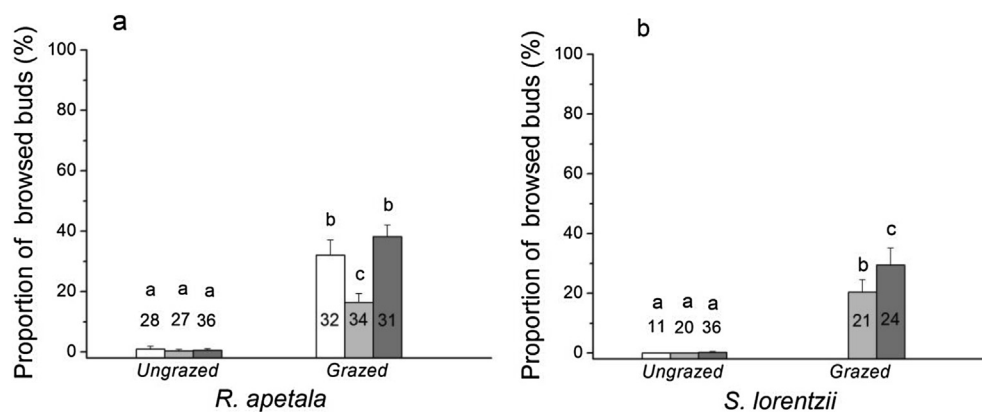 a
Proportion of browsed buds (%)
100
80
60
40
20
0
b
b
c
a a a
28 27 36
32 34 31
Ungrazed Grazed
R. apetala
b
Proportion of browsed buds (%)
100
80
60
40
20
0
c
b
a a a
11 20 36
21 24
Ungrazed Grazed
S. lorentzii